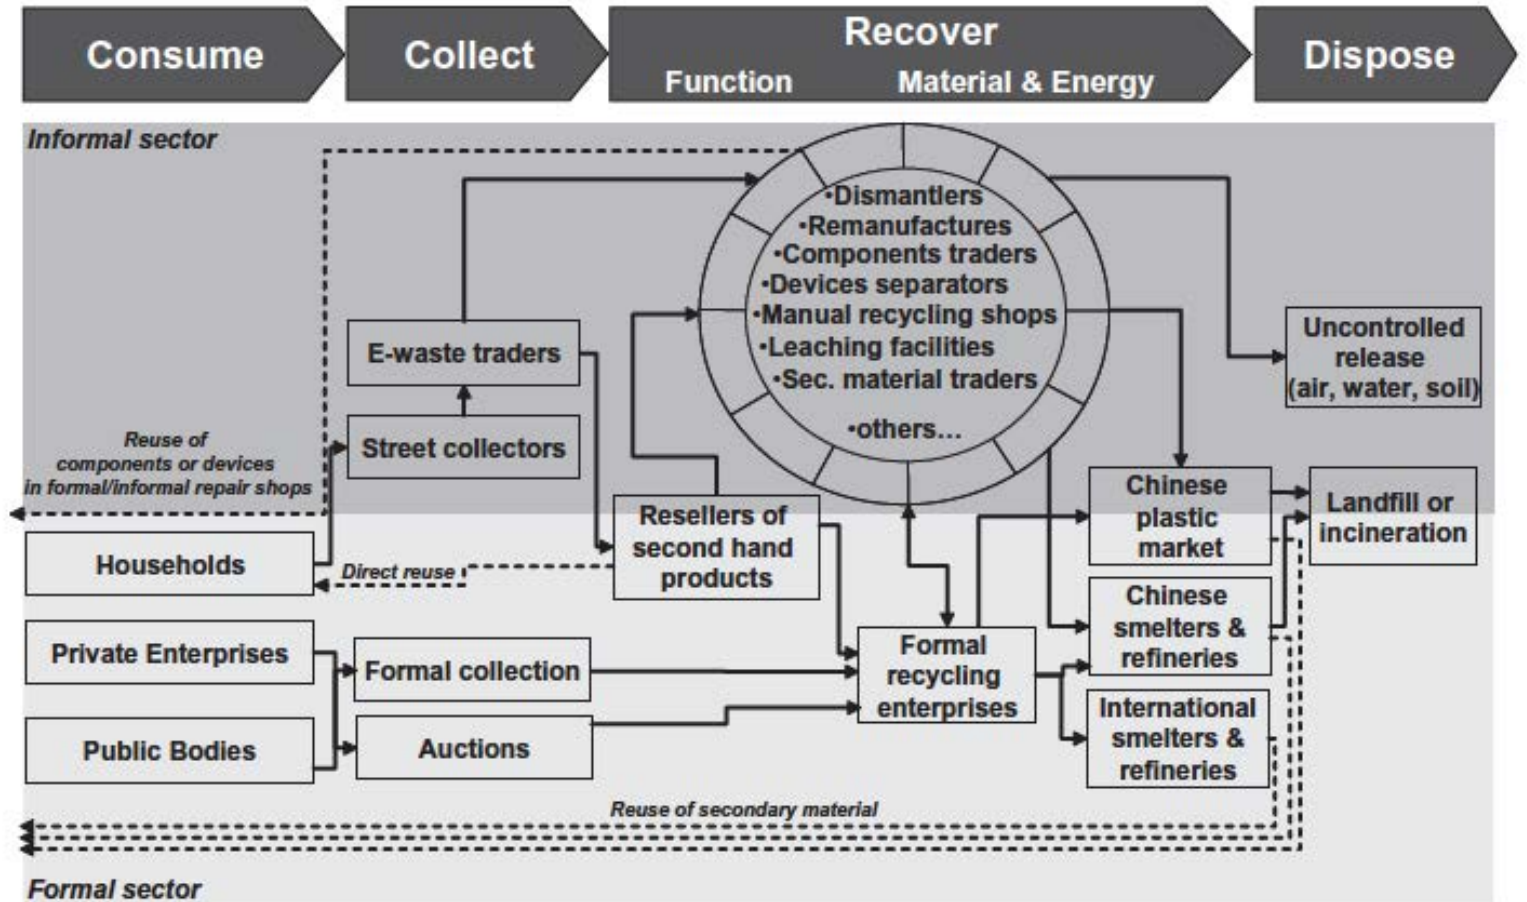 Consume
Collect
Recover
Function
Material & Energy
Dispose
Informal sector
•Dismantlers
•Remanufactures
•Components traders
•Devices separators
•Manual recycling shops
•Leaching facilities
•Sec. material traders
•others…
E-waste traders
Street collectors
Uncontrolled
release
(air, water, soil)
Reuse of
components or devices
in formal/informal repair shops
Resellers of
second hand
products
Chinese
plastic
market
Landfill or
incineration
Households
Direct reuse
Chinese
smelters &
refineries
Private Enterprises
Formal collection
Formal
recycling
enterprises
Public Bodies
Auctions
International
smelters &
refineries
Reuse of secondary material
Formal sector